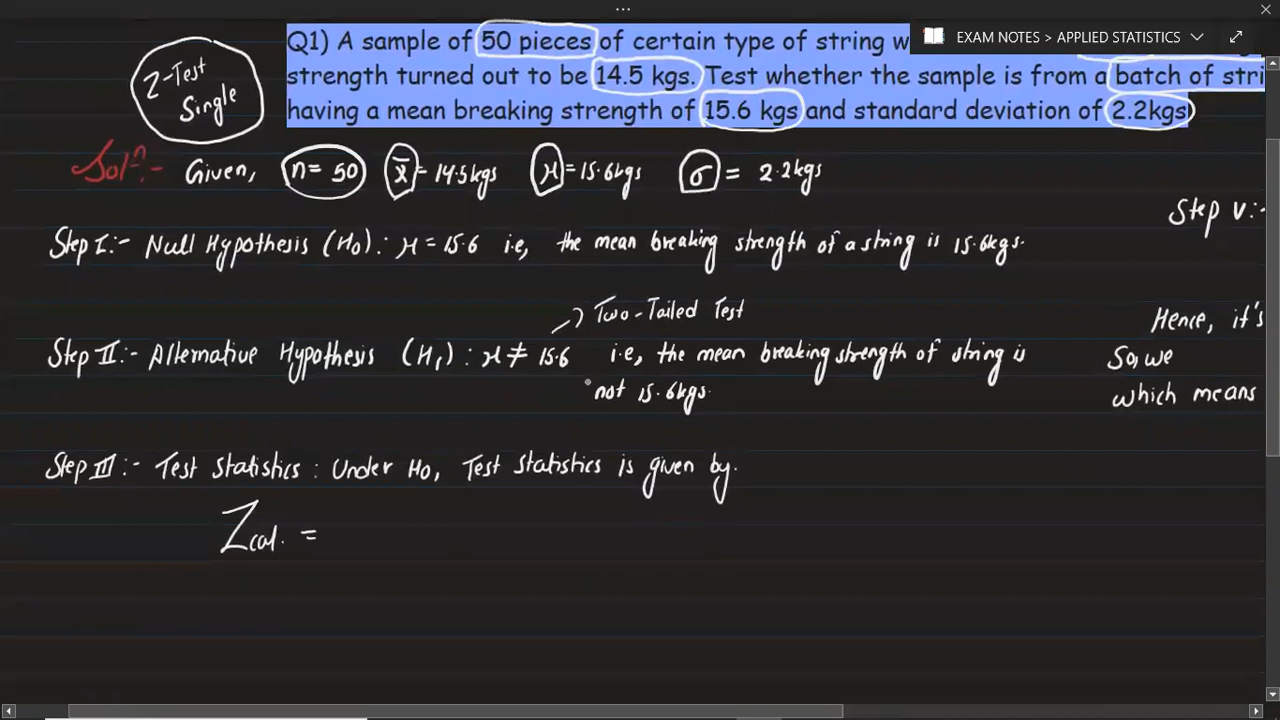 EXAM NOTES > APPLIED STATISTICS
Q1) A sample of 50 pieces of certain type of string
strength turned out to be 14.5 kgs. Test whether the sample is from a batch of stri
having a mean breaking strength of 15.6 kgs and standard deviation of 2.2kgs
Z-Test
Single
Solⁿ:- Given, n = 50 x̄ = 14.5kgs μ = 15.6kgs σ = 2.2kgs
Step V:-
Step I:- Null Hypothesis (H0): μ = 15.6 i.e, the mean breaking strength of a string is 15.6kgs.
Two-Tailed Test
Hence, it's
Step II:- Alternative Hypothesis (H1): μ ≠ 15.6 i.e, the mean breaking strength of string is
So, we
not 15.6kgs.
which means
Step III:- Test Statistics: Under H0, Test Statistics is given by.
Zcal. =